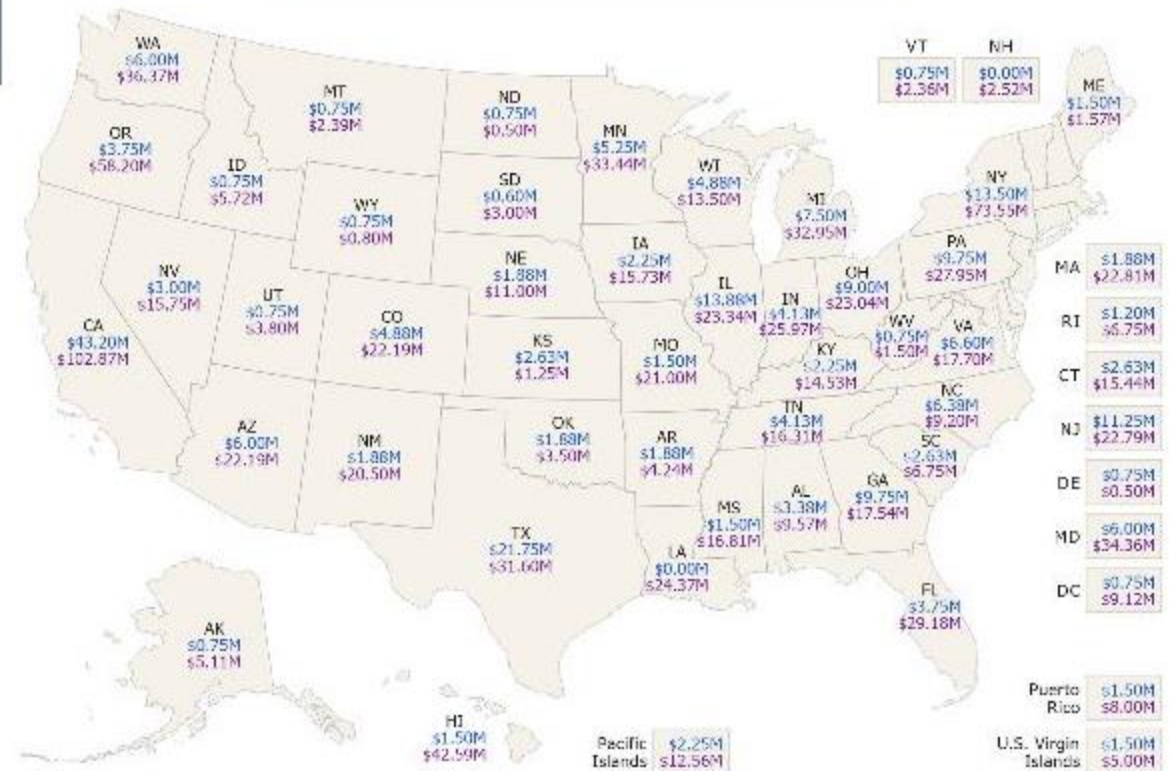 WA
$6.00M
$36.37M
OR
$3.75M
$58.20M
CA
$43.20M
$102.87M
NV
$3.00M
$15.75M
ID
$0.75M
$5.72M
MT
$0.75M
$2.39M
WY
$0.75M
$0.80M
UT
$0.75M
$3.80M
CO
$4.88M
$22.19M
AZ
$6.00M
$22.19M
NM
$1.88M
$20.50M
ND
$0.75M
$0.50M
SD
$0.60M
$3.00M
NE
$1.88M
$11.00M
KS
$2.63M
$1.25M
OK
$1.88M
$3.50M
TX
$21.75M
$31.60M
MN
$5.25M
$33.44M
IA
$2.25M
$15.73M
MO
$1.50M
$21.00M
AR
$1.88M
$4.24M
LA
$0.00M
$24.37M
WI
$4.88M
$13.50M
IL
$13.88M
$23.34M
MI
$7.50M
$32.95M
IN
$4.13M
$25.97M
OH
$9.00M
$23.04M
KY
$2.25M
$14.53M
TN
$4.13M
$16.31M
MS
$1.50M
$16.81M
AL
$3.38M
$9.57M
GA
$9.75M
$17.54M
FL
$3.75M
$29.18M
SC
$2.63M
$6.75M
NC
$6.38M
$9.20M
VA
$6.60M
$17.70M
WV
$0.75M
$1.50M
PA
$9.75M
$27.95M
NY
$13.50M
$73.55M
VT
$0.75M
$2.36M
NH
$0.00M
$2.52M
ME
$1.50M
$1.57M
MA
$1.88M
$22.81M
RI
$1.20M
$6.75M
CT
$2.63M
$15.44M
NJ
$11.25M
$22.79M
DE
$0.75M
$0.50M
MD
$6.00M
$34.36M
DC
$0.75M
$9.12M
AK
$0.75M
$5.11M
HI
$1.50M
$42.59M
Pacific
Islands
$2.25M
$12.56M
Puerto
Rico
$1.50M
$8.00M
U.S. Virgin
Islands
$1.50M
$5.00M